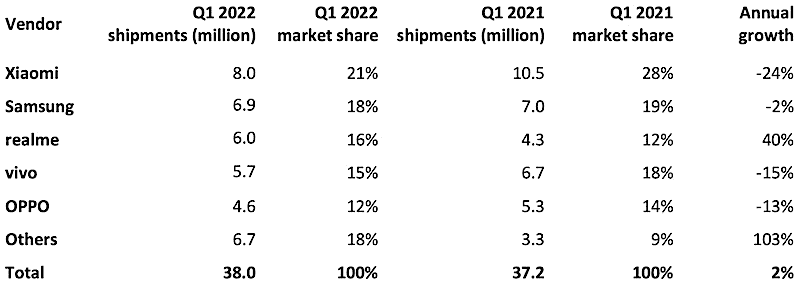 Vendor Q1 2022 shipments (million) Q1 2022 market share Q1 2021 shipments (million) Q1 2021 market share Annual growth
Xiaomi 8.0 21% 10.5 28% -24%
Samsung 6.9 18% 7.0 19% -2%
realme 6.0 16% 4.3 12% 40%
vivo 5.7 15% 6.7 18% -15%
OPPO 4.6 12% 5.3 14% -13%
Others 6.7 18% 3.3 9% 103%
Total 38.0 100% 37.2 100% 2%